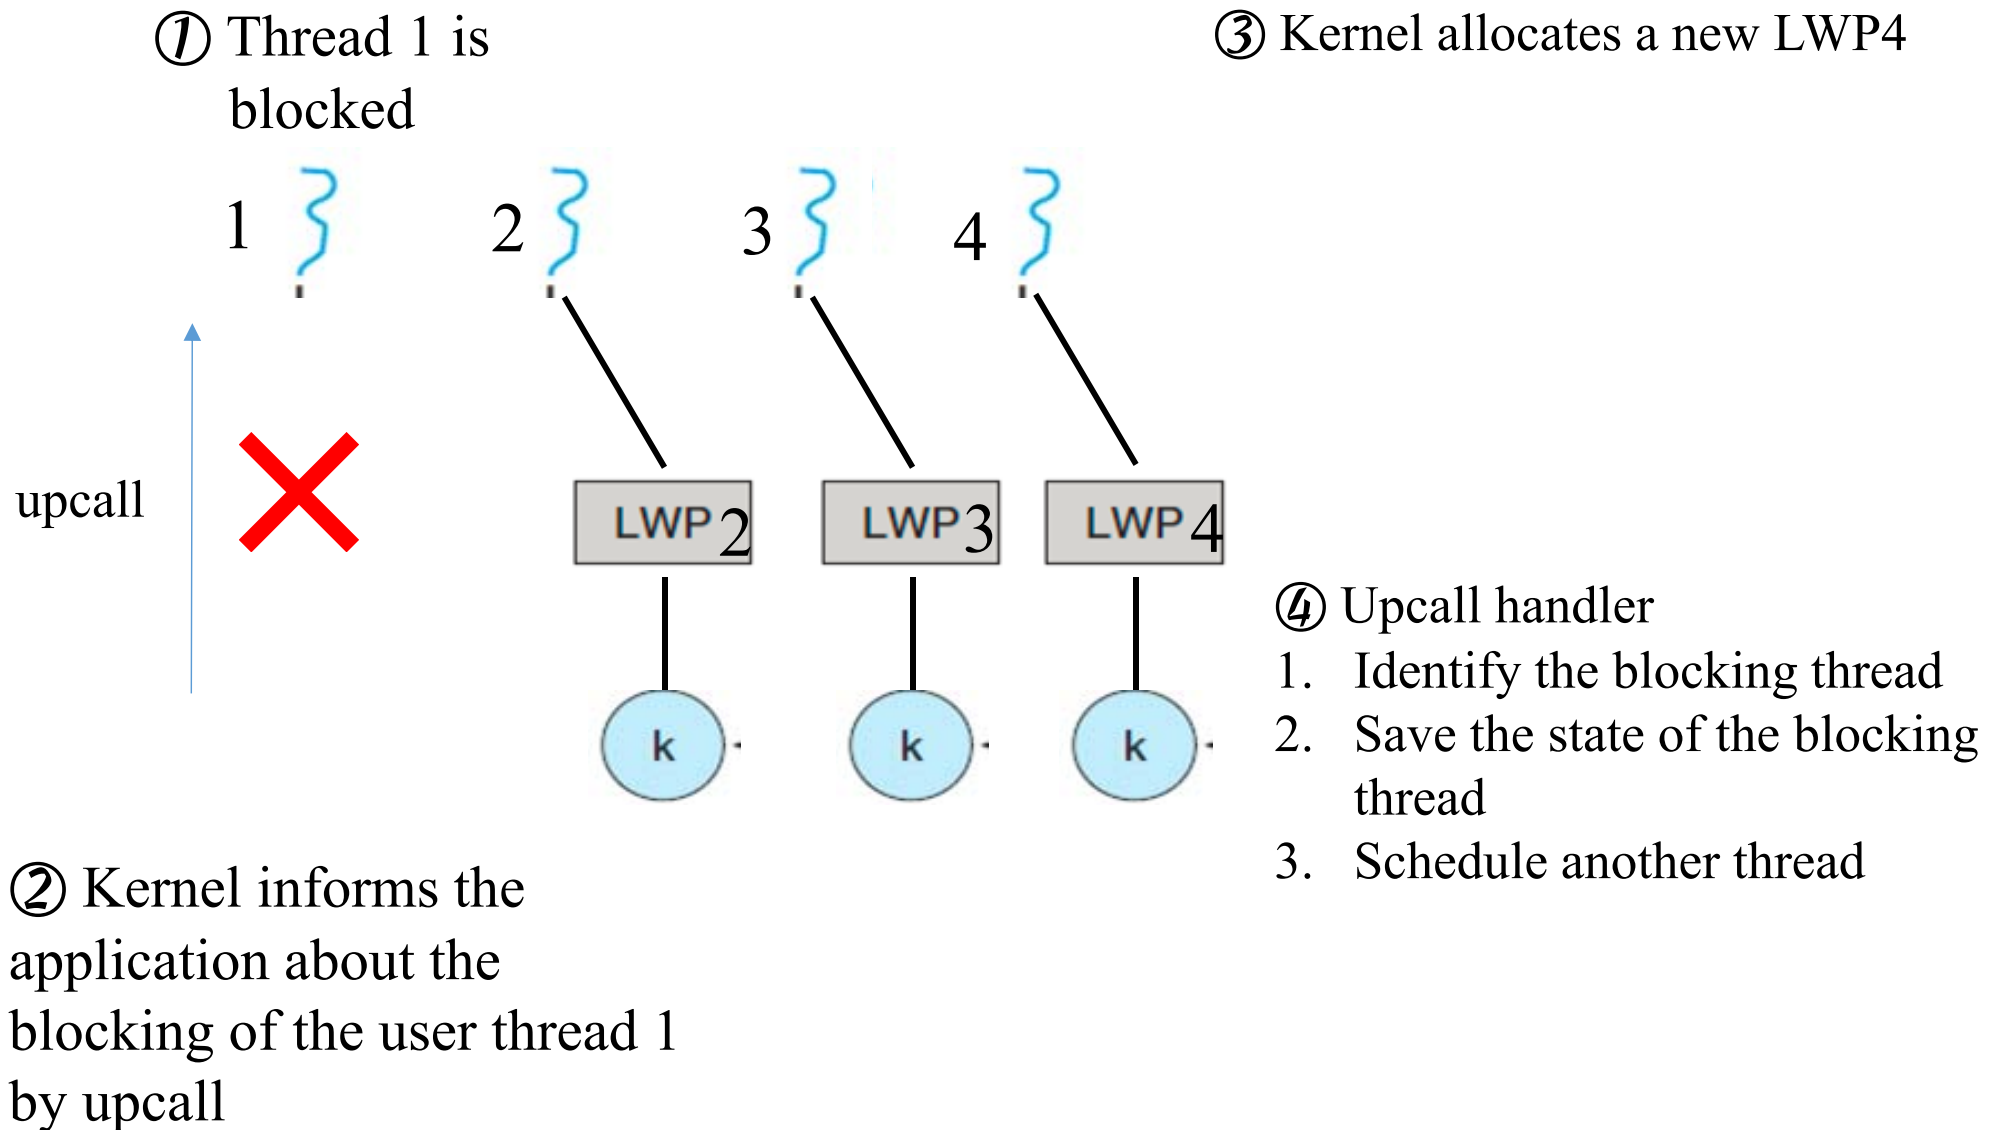 ① Thread 1 is
blocked
③ Kernel allocates a new LWP4
1
2
3
4
upcall
LWP 2
LWP 3
LWP 4
k
k
k
④ Upcall handler
1. Identify the blocking thread
2. Save the state of the blocking
thread
3. Schedule another thread
② Kernel informs the
application about the
blocking of the user thread 1
by upcall